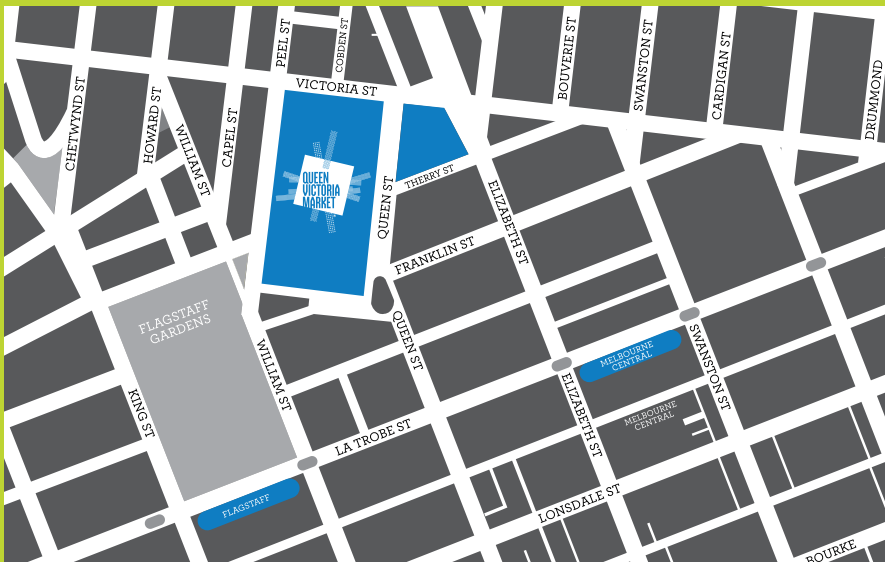 PEEL ST
COBDEN ST
BOUVERIE ST
SWANSTON ST
CARDIGAN ST
DRUMMOND
VICTORIA ST
CHETWYND ST
HOWARD ST
WILLIAM ST
CAPEL ST
QUEEN
VICTORIA
MARKET
QUEEN ST
THERRY ST
ELIZABETH ST
FRANKLIN ST
FLAGSTAFF
GARDENS
WILLIAM ST
QUEEN ST
MELBOURNE
CENTRAL
SWANSTON ST
KING ST
ELIZABETH ST
MELBOURNE
CENTRAL
LA TROBE ST
FLAGSTAFF
LONSDALE ST
BOURKE